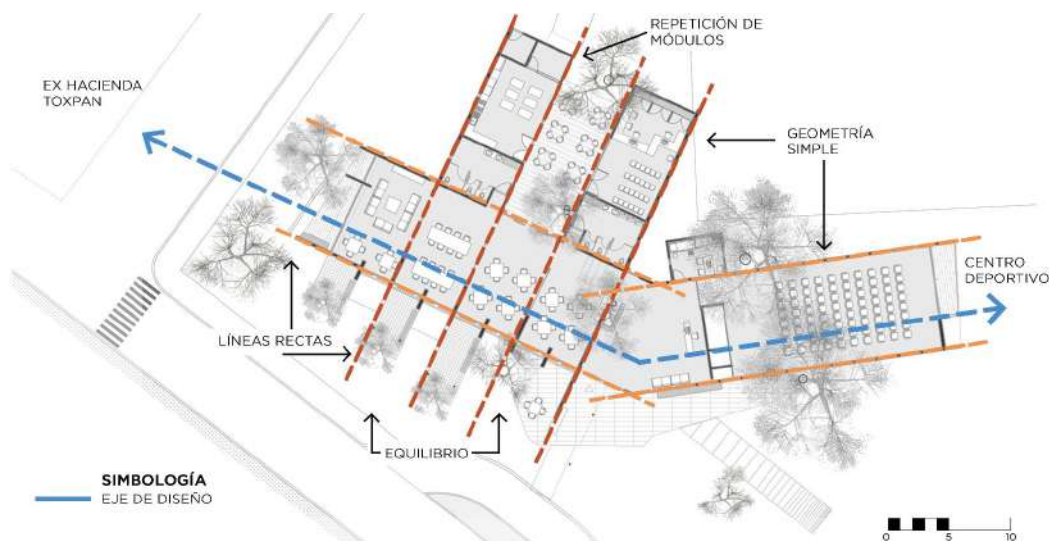 REPETICIÓN DE
MÓDULOS
EX HACIENDA
TOXPAN
GEOMETRÍA
SIMPLE
CENTRO
DEPORTIVO
LÍNEAS RECTAS
EQUILIBRIO
SIMBOLOGÍA
EJE DE DISEÑO
0 5 10